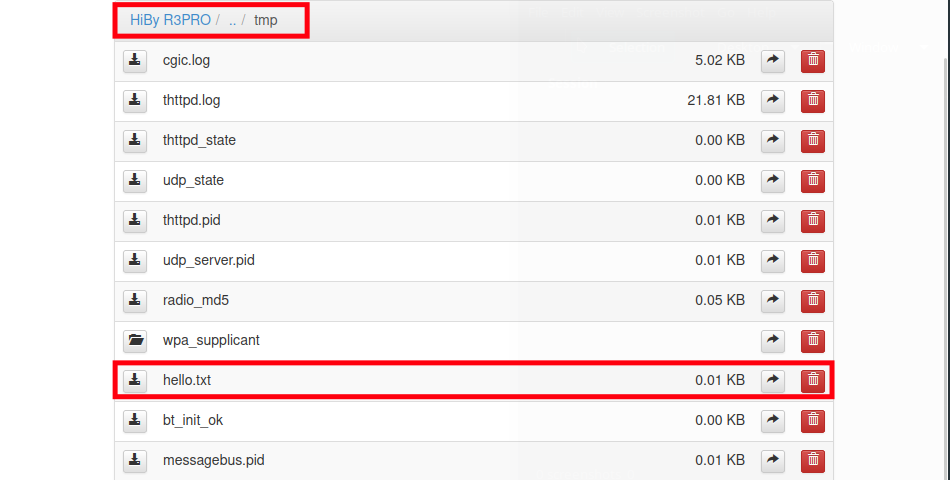 HiBy R3PRO / .. / tmp
cgic.log 5.02 KB
thttpd.log 21.81 KB
thttpd_state 0.00 KB
udp_state 0.00 KB
thttpd.pid 0.01 KB
udp_server.pid 0.01 KB
radio_md5 0.05 KB
wpa_supplicant
hello.txt 0.01 KB
bt_init_ok 0.00 KB
messagebus.pid 0.01 KB